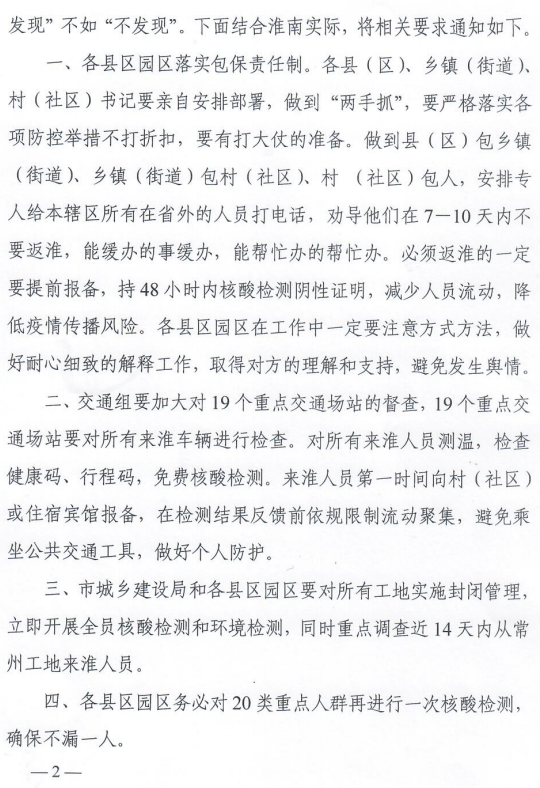 发现”不如“不发现”。下面结合淮南实际，将相关要求通知如下。
一、各县区园区落实包保责任制。各县（区）、乡镇（街道）、
村（社区）书记要亲自安排部署，做到“两手抓”，要严格落实各
项防控举措不打折扣，要有打大仗的准备。做到县（区）包乡镇
（街道）、乡镇（街道）包村（社区）、村 （社区）包人，安排专
人给本辖区所有在省外的人员打电话，劝导他们在7—10天内不
要返淮，能缓办的事缓办，能帮忙办的帮忙办。必须返淮的一定
要提前报备，持48小时内核酸检测阴性证明，减少人员流动，降
低疫情传播风险。各县区园区在工作中一定要注意方式方法，做
好耐心细致的解释工作，取得对方的理解和支持，避免发生舆情。
二、交通组要加大对19个重点交通场站的督查，19个重点交
通场站要对所有来淮车辆进行检查。对所有来淮人员测温，检查
健康码、行程码，免费核酸检测。来淮人员第一时间向村（社区）
或住宿宾馆报备，在检测结果反馈前依规限制流动聚集，避免乘
坐公共交通工具，做好个人防护。
三、市城乡建设局和各县区园区要对所有工地实施封闭管理，
立即开展全员核酸检测和环境检测，同时重点调查近14天内从常
州工地来淮人员。
四、各县区园区务必对20类重点人群再进行一次核酸检测，
确保不漏一人。
—2—